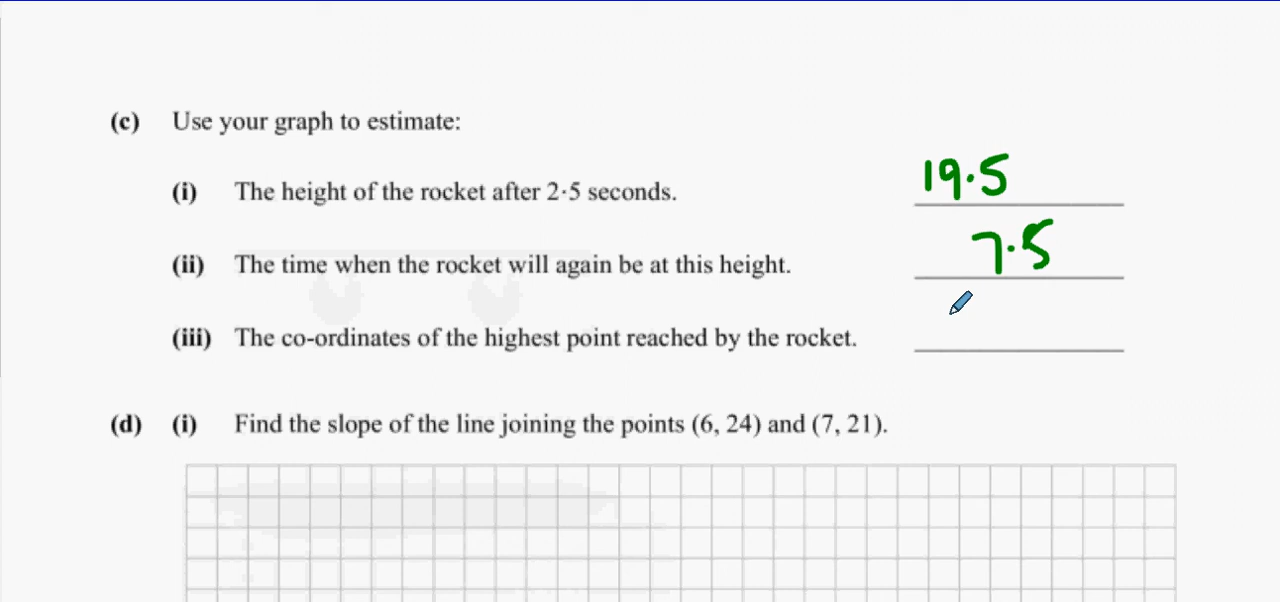 (c) Use your graph to estimate:
(i) The height of the rocket after 2·5 seconds. 19·5
(ii) The time when the rocket will again be at this height. 7·5
(iii) The co-ordinates of the highest point reached by the rocket.
(d) (i) Find the slope of the line joining the points (6, 24) and (7, 21).